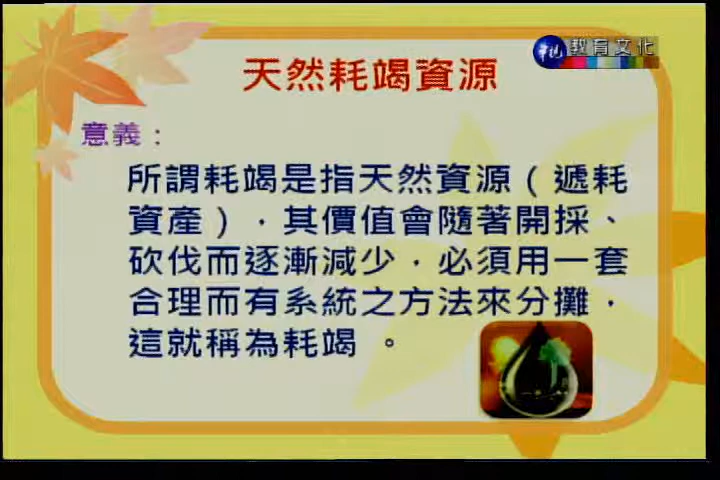 華視 教育文化
天然耗竭資源
意義：
所謂耗竭是指天然資源（遞耗
資產），其價值會隨著開採、
砍伐而逐漸減少，必須用一套
合理而有系統之方法來分攤，
這就稱為耗竭。